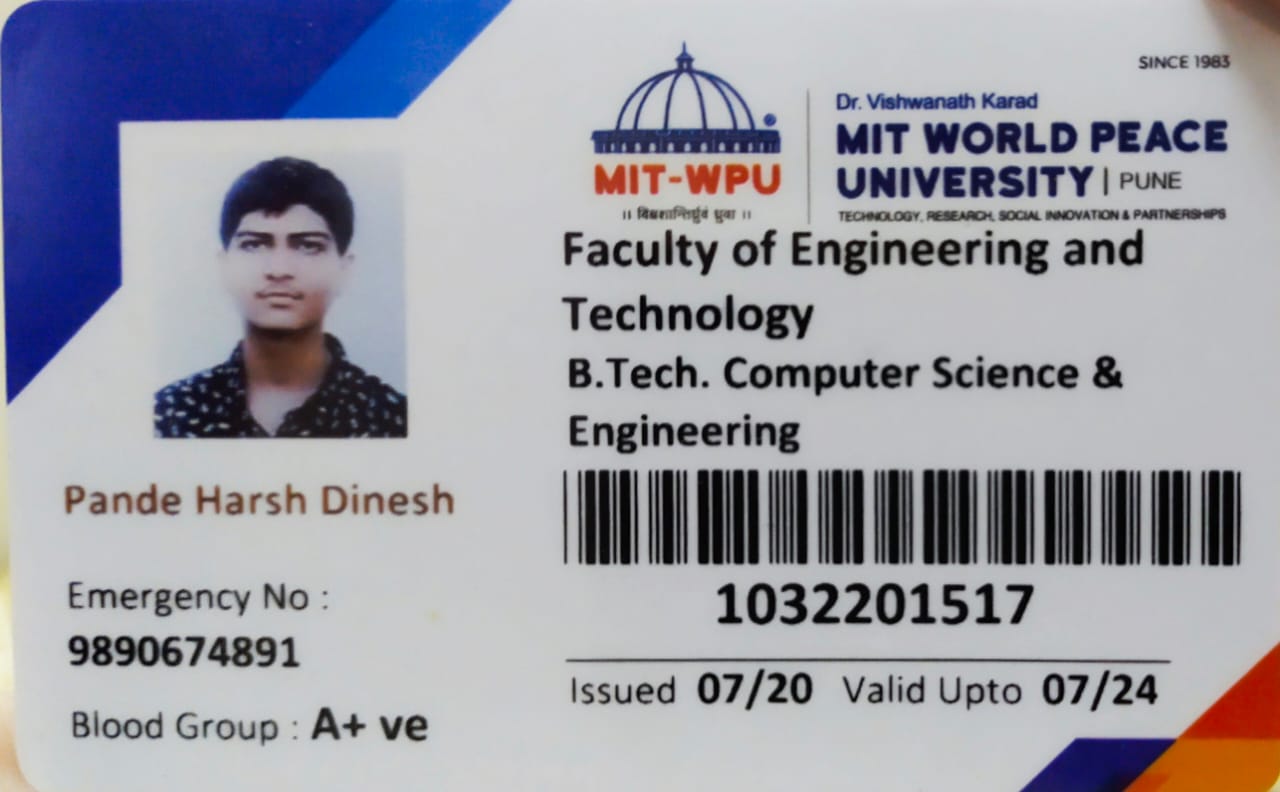 SINCE 1983
MIT-WPU
॥ विश्वशान्तिर्ध्रुवं ध्रुवा ॥
Dr. Vishwanath Karad
MIT WORLD PEACE
UNIVERSITY | PUNE
TECHNOLOGY, RESEARCH, SOCIAL INNOVATION & PARTNERSHIPS
Faculty of Engineering and
Technology
B.Tech. Computer Science &
Engineering
1032201517
Issued 07/20 Valid Upto 07/24
Pande Harsh Dinesh
Emergency No :
9890674891
Blood Group : A+ ve